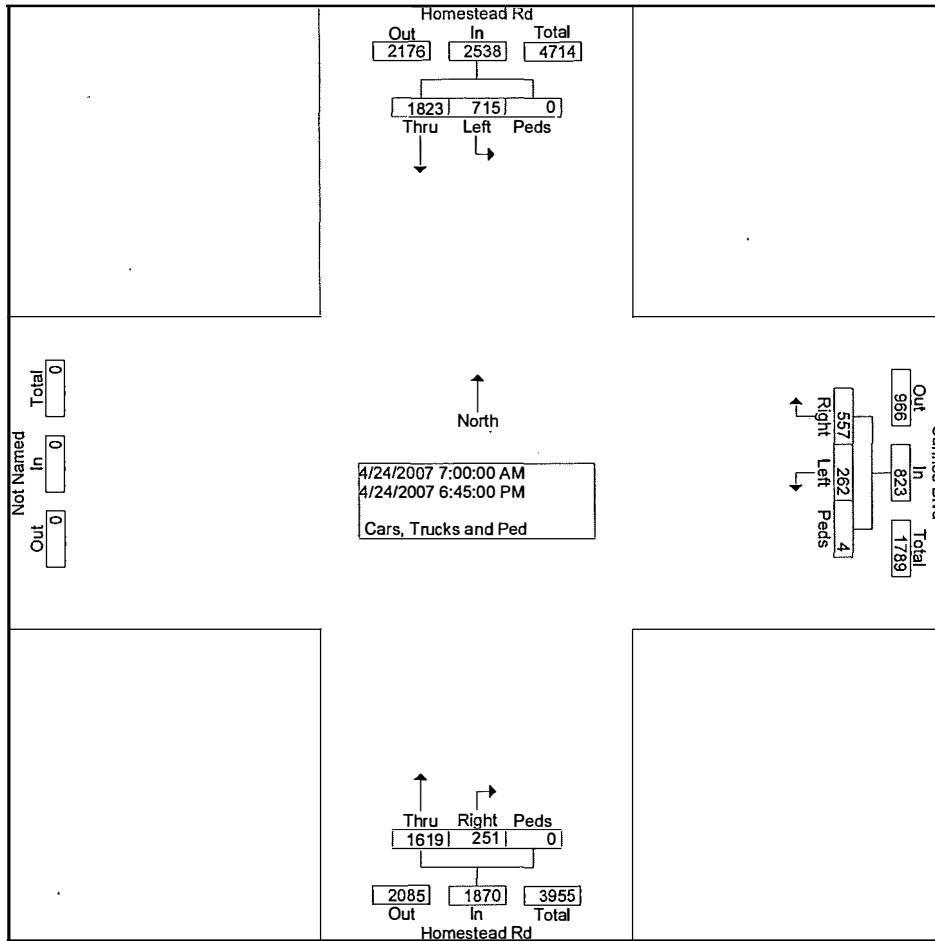 Homestead Rd
Out In Total
2176 2538 4714
1823 715 0
Thru Left Peds
Total 0
In 0
Out 0
Not Named
North
4/24/2007 7:00:00 AM
4/24/2007 6:45:00 PM
Cars, Trucks and Ped
Out In Total
966 823 1789
557 262 4
Right Left Peds
Thru Right Peds
1619 251 0
2085 1870 3955
Out In Total
Homestead Rd